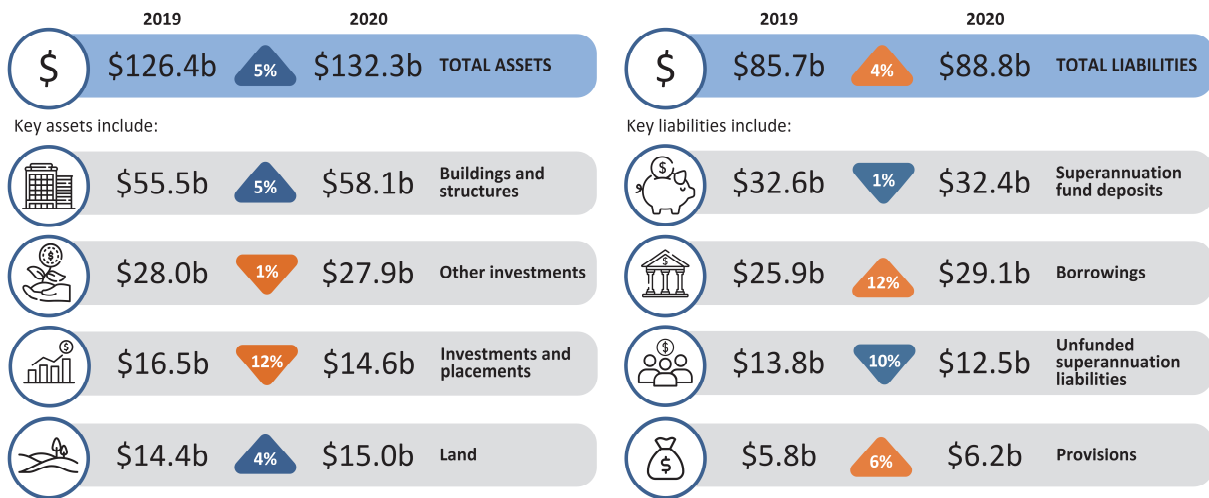 2019 2020
$ $126.4b 5% $132.3b TOTAL ASSETS
Key assets include:
$55.5b 5% $58.1b Buildings and
structures
$ $28.0b 1% $27.9b Other investments
$ $16.5b 12% $14.6b Investments and
placements
$14.4b 4% $15.0b Land
2019 2020
$ $85.7b 4% $88.8b TOTAL LIABILITIES
Key liabilities include:
$ $32.6b 1% $32.4b Superannuation
fund deposits
$ $25.9b 12% $29.1b Borrowings
$ $13.8b 10% $12.5b Unfunded
superannuation
liabilities
$ $5.8b 6% $6.2b Provisions